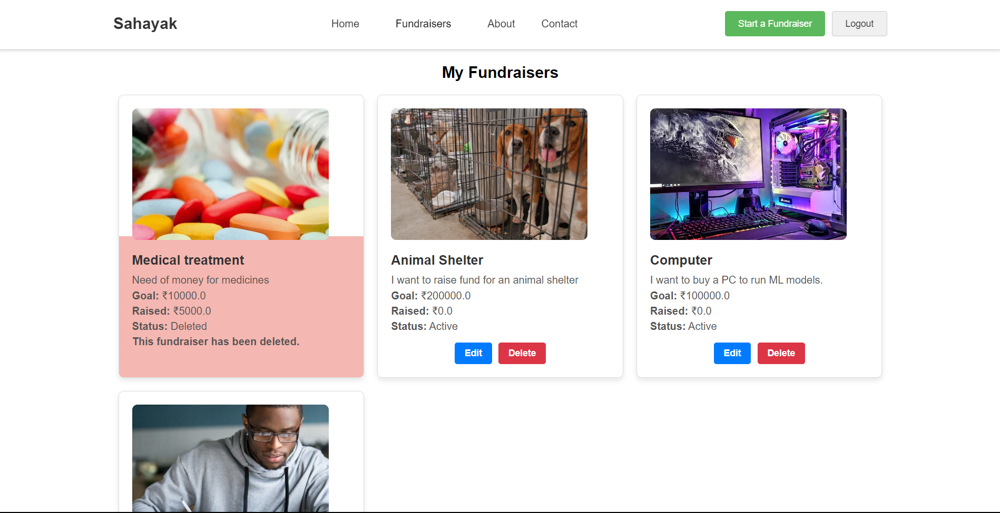 Sahayak
Home Fundraisers About Contact
Start a Fundraiser Logout
My Fundraisers
Medical treatment
Need of money for medicines
Goal: ₹10000.0
Raised: ₹5000.0
Status: Deleted
This fundraiser has been deleted.
Animal Shelter
I want to raise fund for an animal shelter
Goal: ₹200000.0
Raised: ₹0.0
Status: Active
Edit Delete
Computer
I want to buy a PC to run ML models.
Goal: ₹100000.0
Raised: ₹0.0
Status: Active
Edit Delete